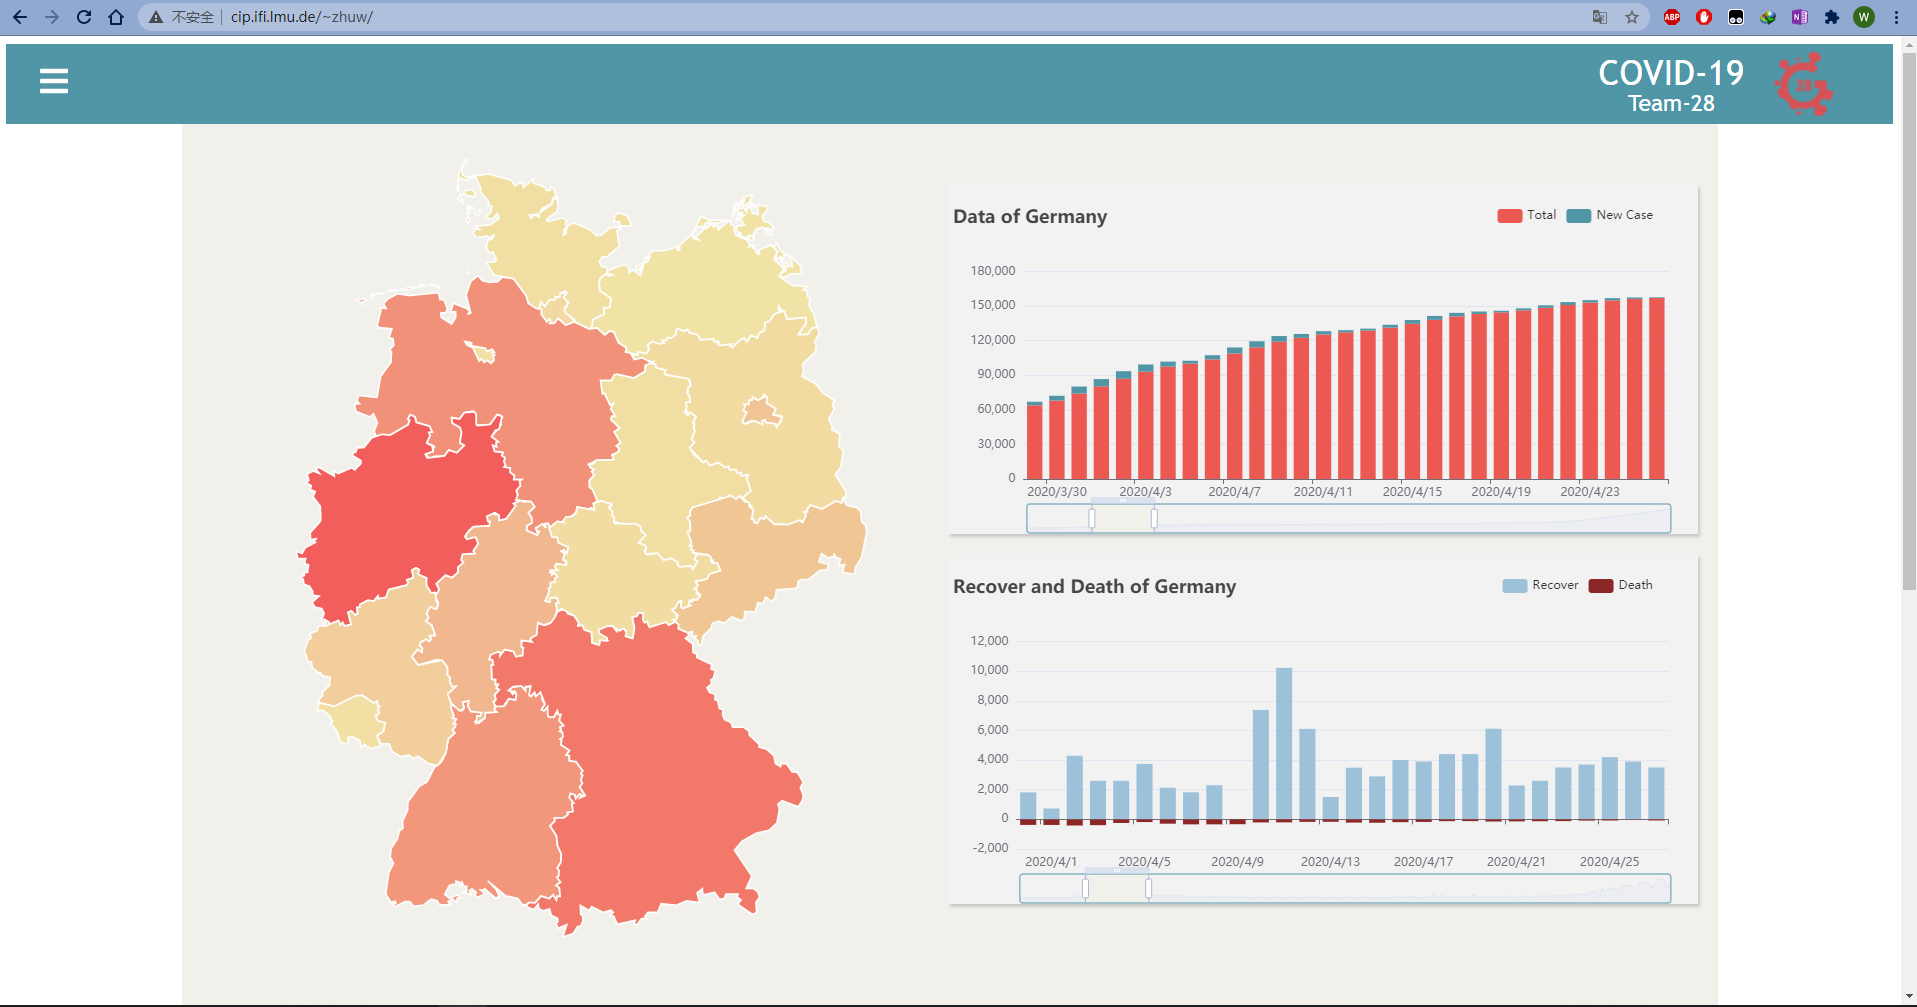 不安全 cip.ifi.lmu.de/~zhuw/
ABP
N
W
COVID-19
Team-28
28
Data of Germany
Total
New Case
180,000
150,000
120,000
90,000
60,000
30,000
0
2020/3/30 2020/4/3 2020/4/7 2020/4/11 2020/4/15 2020/4/19 2020/4/23
Recover and Death of Germany
Recover
Death
12,000
10,000
8,000
6,000
4,000
2,000
0
-2,000
2020/4/1 2020/4/5 2020/4/9 2020/4/13 2020/4/17 2020/4/21 2020/4/25